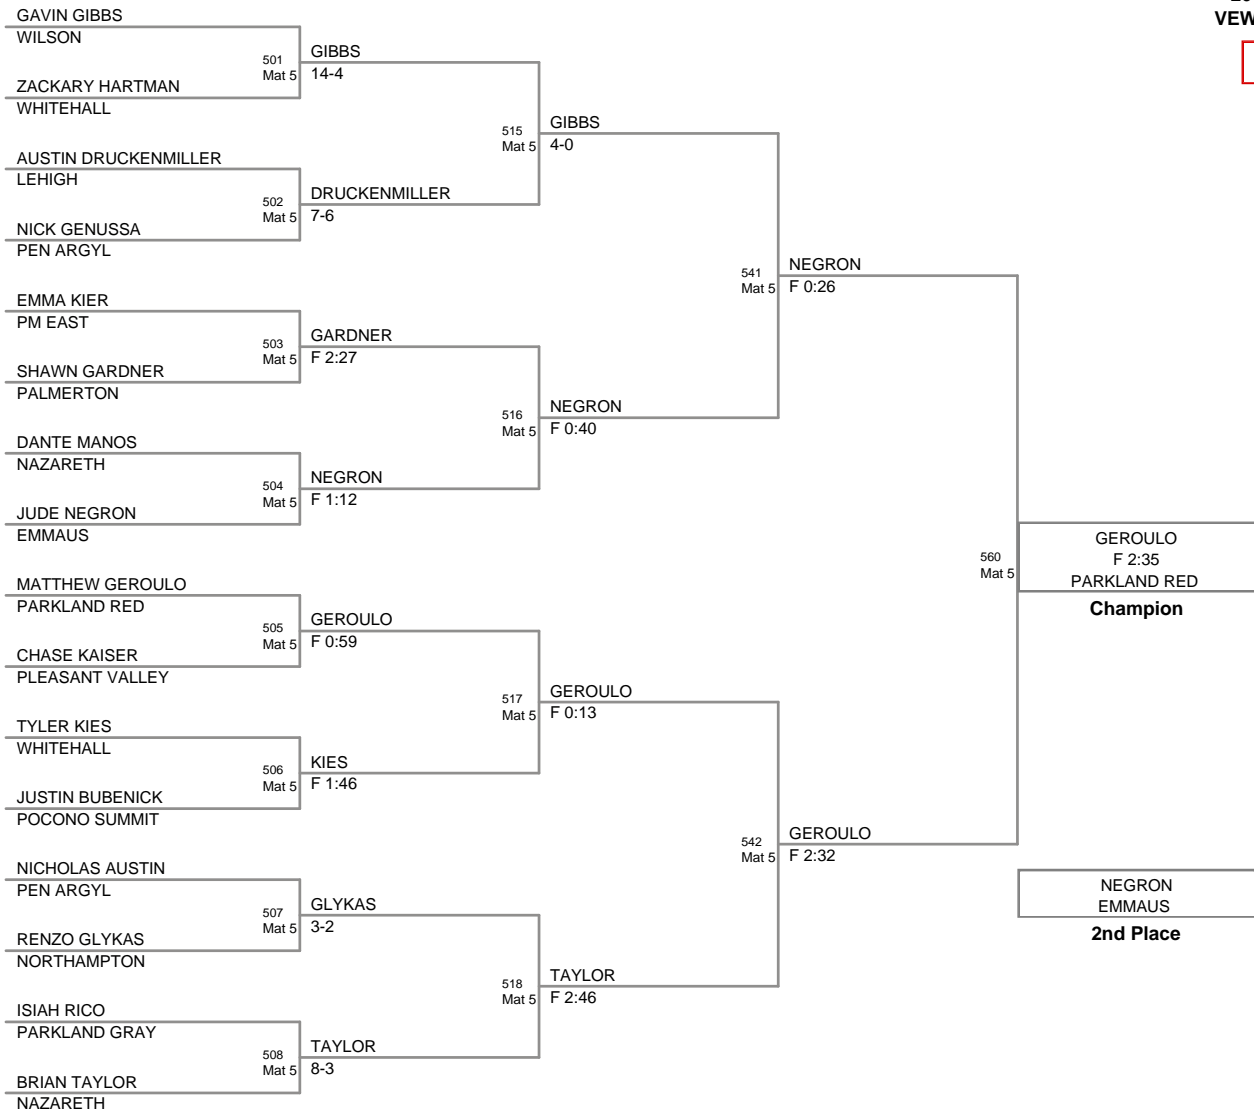 VEW
GAVIN GIBBS
WILSON
501
Mat 5
GIBBS
14-4
ZACKARY HARTMAN
WHITEHALL
515
Mat 5
GIBBS
4-0
AUSTIN DRUCKENMILLER
LEHIGH
502
Mat 5
DRUCKENMILLER
7-6
NICK GENUSSA
PEN ARGYL
541
Mat 5
NEGRON
F 0:26
EMMA KIER
PM EAST
503
Mat 5
GARDNER
F 2:27
SHAWN GARDNER
PALMERTON
516
Mat 5
NEGRON
F 0:40
DANTE MANOS
NAZARETH
504
Mat 5
NEGRON
F 1:12
JUDE NEGRON
EMMAUS
560
Mat 5
GEROULO
F 2:35
PARKLAND RED
Champion
MATTHEW GEROULO
PARKLAND RED
505
Mat 5
GEROULO
F 0:59
CHASE KAISER
PLEASANT VALLEY
517
Mat 5
GEROULO
F 0:13
TYLER KIES
WHITEHALL
506
Mat 5
KIES
F 1:46
JUSTIN BUBENICK
POCONO SUMMIT
542
Mat 5
GEROULO
F 2:32
NICHOLAS AUSTIN
PEN ARGYL
507
Mat 5
GLYKAS
3-2
RENZO GLYKAS
NORTHAMPTON
NEGRON
EMMAUS
2nd Place
518
Mat 5
TAYLOR
F 2:46
ISIAH RICO
PARKLAND GRAY
508
Mat 5
TAYLOR
8-3
BRIAN TAYLOR
NAZARETH